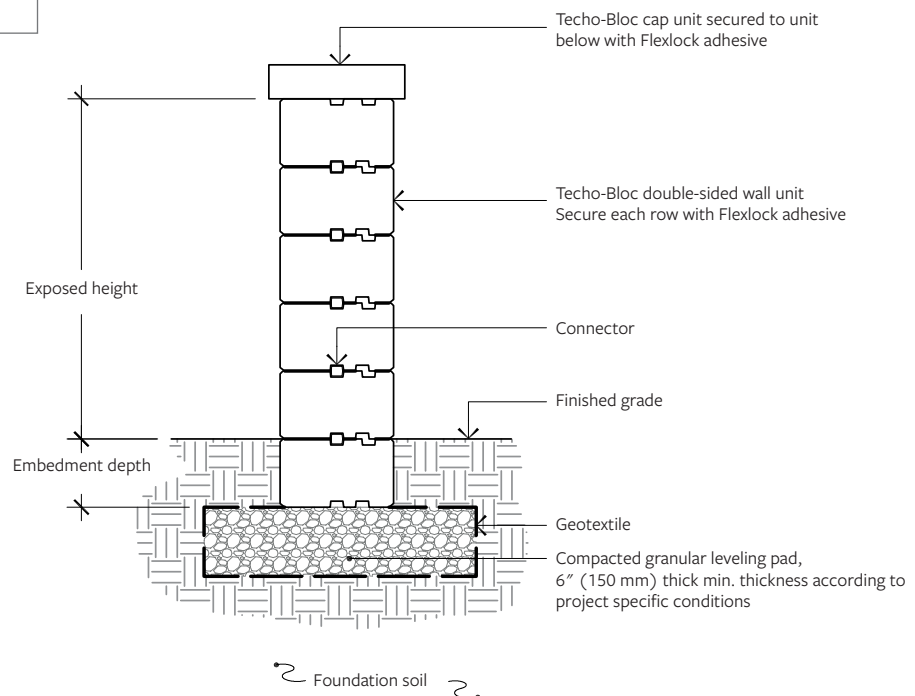 Techo-Bloc cap unit secured to unit
below with Flexlock adhesive
Techo-Bloc double-sided wall unit
Secure each row with Flexlock adhesive
Exposed height
Connector
Finished grade
Embedment depth
Geotextile
Compacted granular leveling pad,
6″ (150 mm) thick min. thickness according to
project specific conditions
Foundation soil